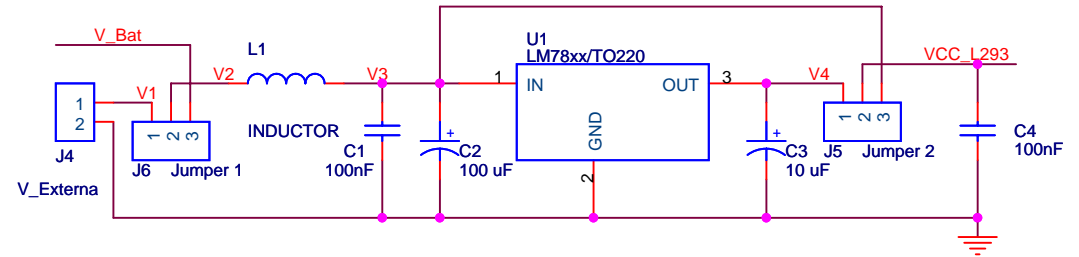 V_Bat
L1
U1
LM78xx/TO220
VCC_L293
V1
V2
V3
1
IN
OUT
3
V4
1
2
J4
V_Externa
1
2
3
J6
Jumper 1
INDUCTOR
C1
100nF
+
C2
100 uF
GND
2
+
C3
10 uF
1
2
3
J5
Jumper 2
C4
100nF